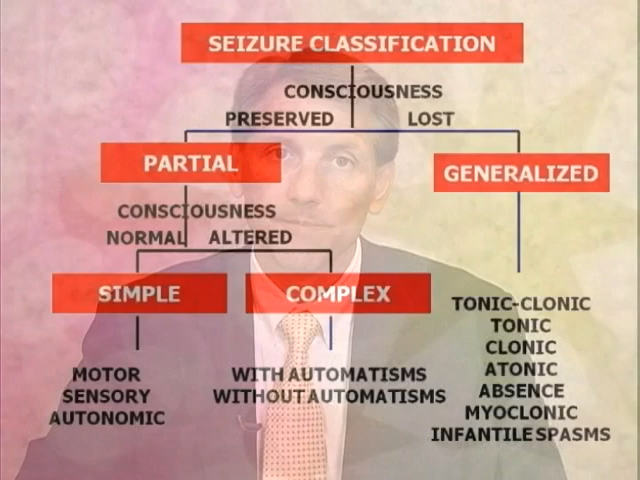 SEIZURE CLASSIFICATION
CONSCIOUSNESS
PRESERVED LOST
PARTIAL
GENERALIZED
CONSCIOUSNESS
NORMAL ALTERED
SIMPLE
COMPLEX
MOTOR
SENSORY
AUTONOMIC
WITH AUTOMATISMS
WITHOUT AUTOMATISMS
TONIC-CLONIC
TONIC
CLONIC
ATONIC
ABSENCE
MYOCLONIC
INFANTILE SPASMS